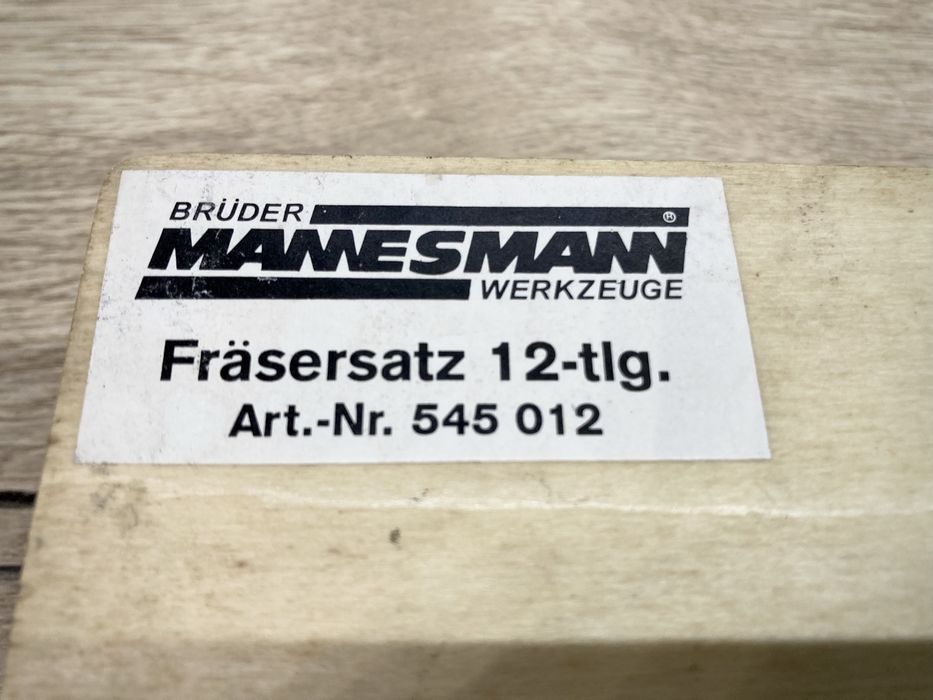 BRÜDER ®
MANNESMANN
WERKZEUGE
Fräsersatz 12-tlg.
Art.-Nr. 545 012